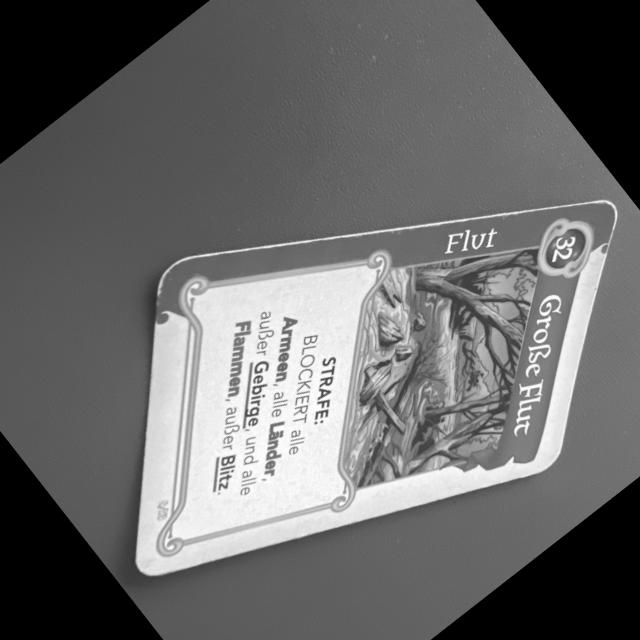 32
Große Flut
Flut
STRAFE:
BLOCKIERT alle
Armeen, alle Länder,
außer Gebirge, und alle
Flammen, außer Blitz.